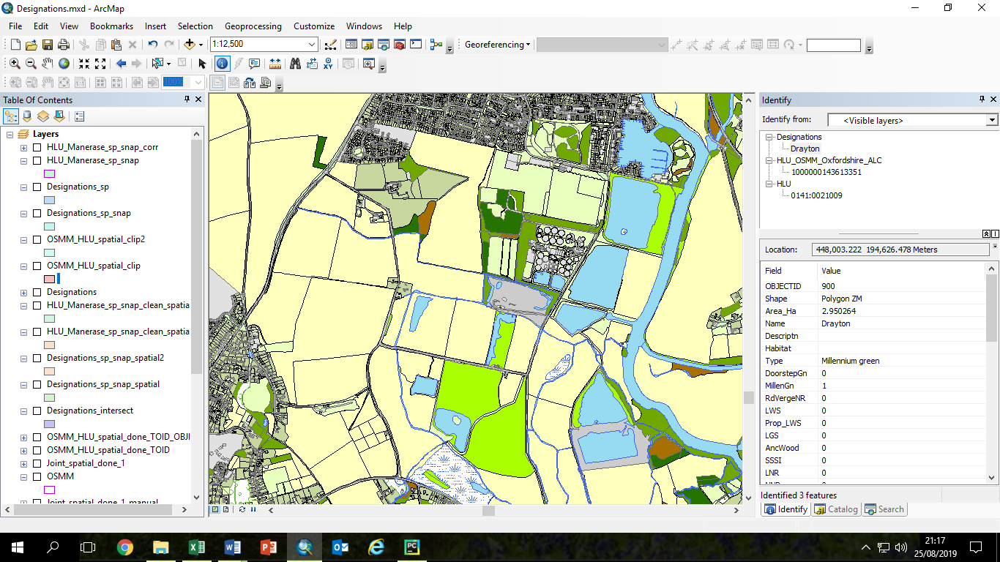 Designations.mxd - ArcMap
File Edit View Bookmarks Insert Selection Geoprocessing Customize Windows Help
1:12,500 Georeferencing
100%
Table Of Contents
Layers
HLU_Manerase_sp_snap_corr
HLU_Manerase_sp_snap
Designations_sp
Designations_sp_snap
OSMM_HLU_spatial_clip2
OSMM_HLU_spatial_clip
Designations
HLU_Manerase_sp_snap_clean_spatia
HLU_Manerase_sp_snap_clean_spatia
Designations_sp_snap_spatial2
Designations_sp_snap_spatial
Designations_intersect
OSMM_HLU_spatial_done_TOID_OBJI
OSMM_HLU_spatial_done_TOID
Joint_spatial_done_1
OSMM
Joint_spatial_done_1_manual
Identify
Identify from: <Visible layers>
Designations
Drayton
HLU_OSMM_Oxfordshire_ALC
1000000143613351
HLU
0141:0021009
Location: 448,003.222 194,626.478 Meters
Field Value
OBJECTID 900
Shape Polygon ZM
Area_Ha 2.950264
Name Drayton
Descriptn
Habitat
Type Millennium green
DoorstepGn 0
MillenGn 1
RdVergeNR 0
LWS 0
Prop_LWS 0
LGS 0
AncWood 0
SSSI 0
LNR 0
Identified 3 features
Identify Catalog Search
21:17
25/08/2019